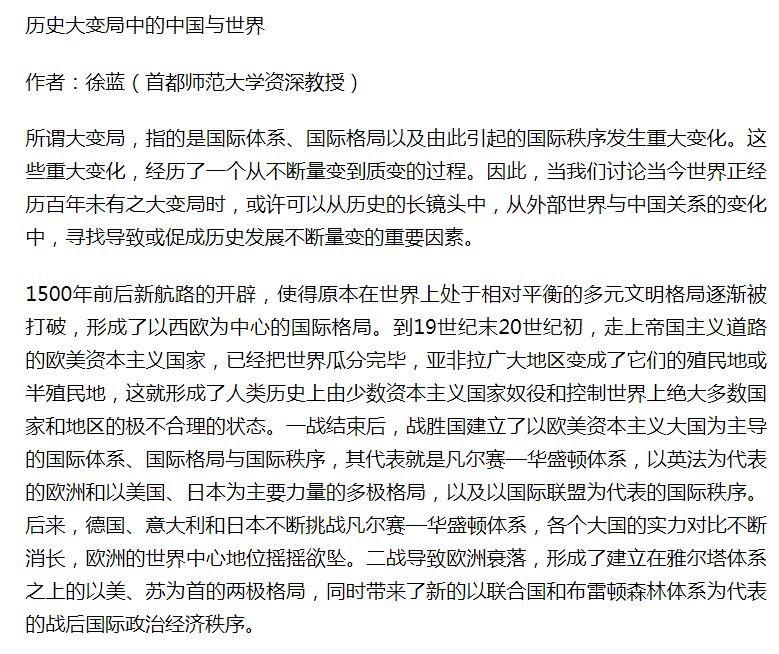 历史大变局中的中国与世界
作者：徐蓝（首都师范大学资深教授）
所谓大变局，指的是国际体系、国际格局以及由此引起的国际秩序发生重大变化。这
些重大变化，经历了一个从不断量变到质变的过程。因此，当我们讨论当今世界正经
历百年未有之大变局时，或许可以从历史的长镜头中，从外部世界与中国关系的变化
中，寻找导致或促成历史发展不断量变的重要因素。
1500年前后新航路的开辟，使得原本在世界上处于相对平衡的多元文明格局逐渐被
打破，形成了以西欧为中心的国际格局。到19世纪末20世纪初，走上帝国主义道路
的欧美资本主义国家，已经把世界瓜分完毕，亚非拉广大地区变成了它们的殖民地或
半殖民地，这就形成了人类历史上由少数资本主义国家奴役和控制世界上绝大多数国
家和地区的极不合理的状态。一战结束后，战胜国建立了以欧美资本主义大国为主导
的国际体系、国际格局与国际秩序，其代表就是凡尔赛—华盛顿体系，以英法为代表
的欧洲和以美国、日本为主要力量的多极格局，以及以国际联盟为代表的国际秩序。
后来，德国、意大利和日本不断挑战凡尔赛—华盛顿体系，各个大国的实力对比不断
消长，欧洲的世界中心地位摇摇欲坠。二战导致欧洲衰落，形成了建立在雅尔塔体系
之上的以美、苏为首的两极格局，同时带来了新的以联合国和布雷顿森林体系为代表
的战后国际政治经济秩序。